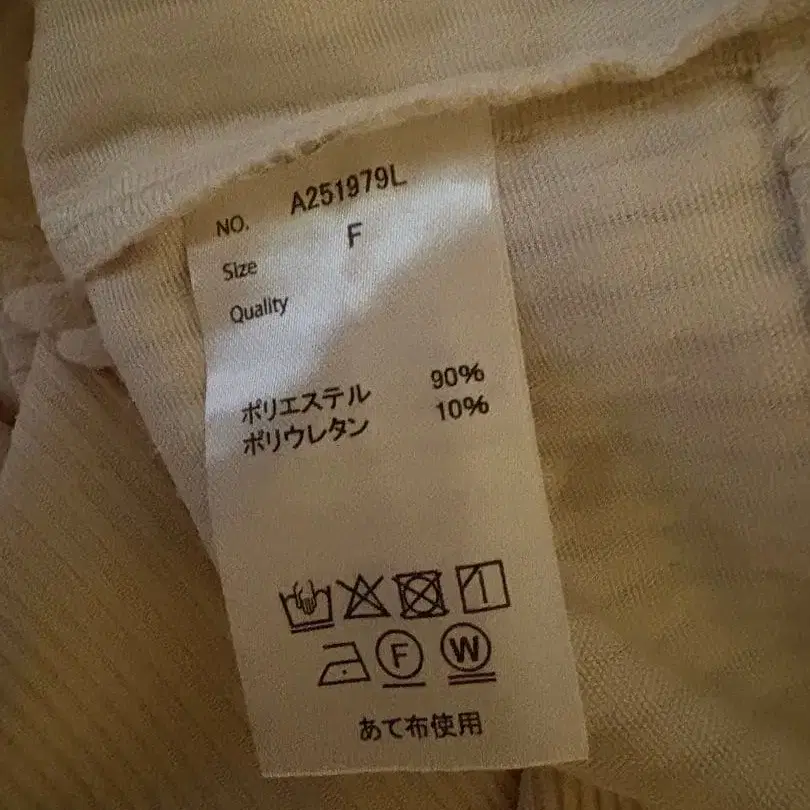 NO. A251979L
Size F
Quality
ポリエステル 90%
ポリウレタン 10%
F W
あて布使用